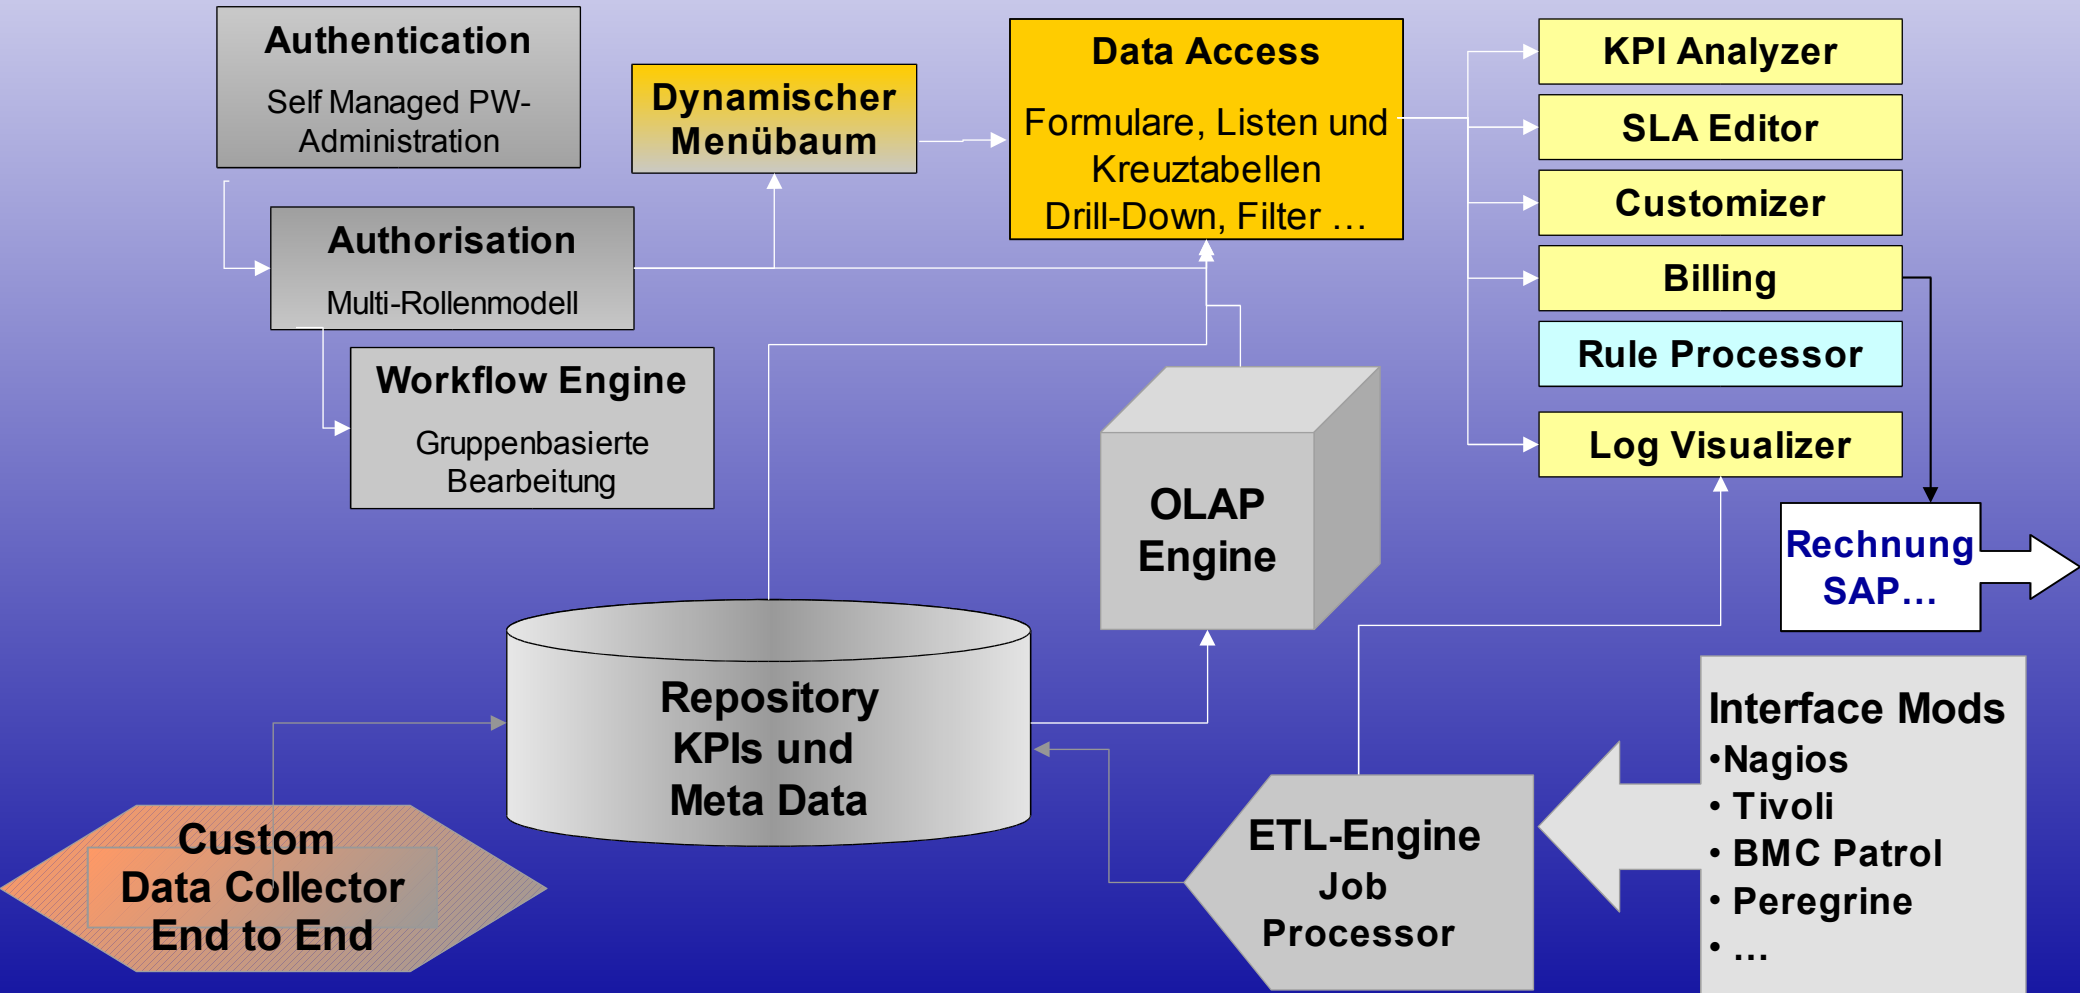 Authentication
Self Managed PW-
Administration
Authorisation
Multi-Rollenmodell
Workflow Engine
Gruppenbasierte
Bearbeitung
Dynamischer
Menübaum
Data Access
Formulare, Listen und
Kreuztabellen
Drill-Down, Filter …
KPI Analyzer
SLA Editor
Customizer
Billing
Rule Processor
Log Visualizer
Rechnung
SAP…
OLAP
Engine
Repository
KPIs und
Meta Data
Custom
Data Collector
End to End
ETL-Engine
Job
Processor
Interface Mods
•Nagios
• Tivoli
• BMC Patrol
• Peregrine
• …